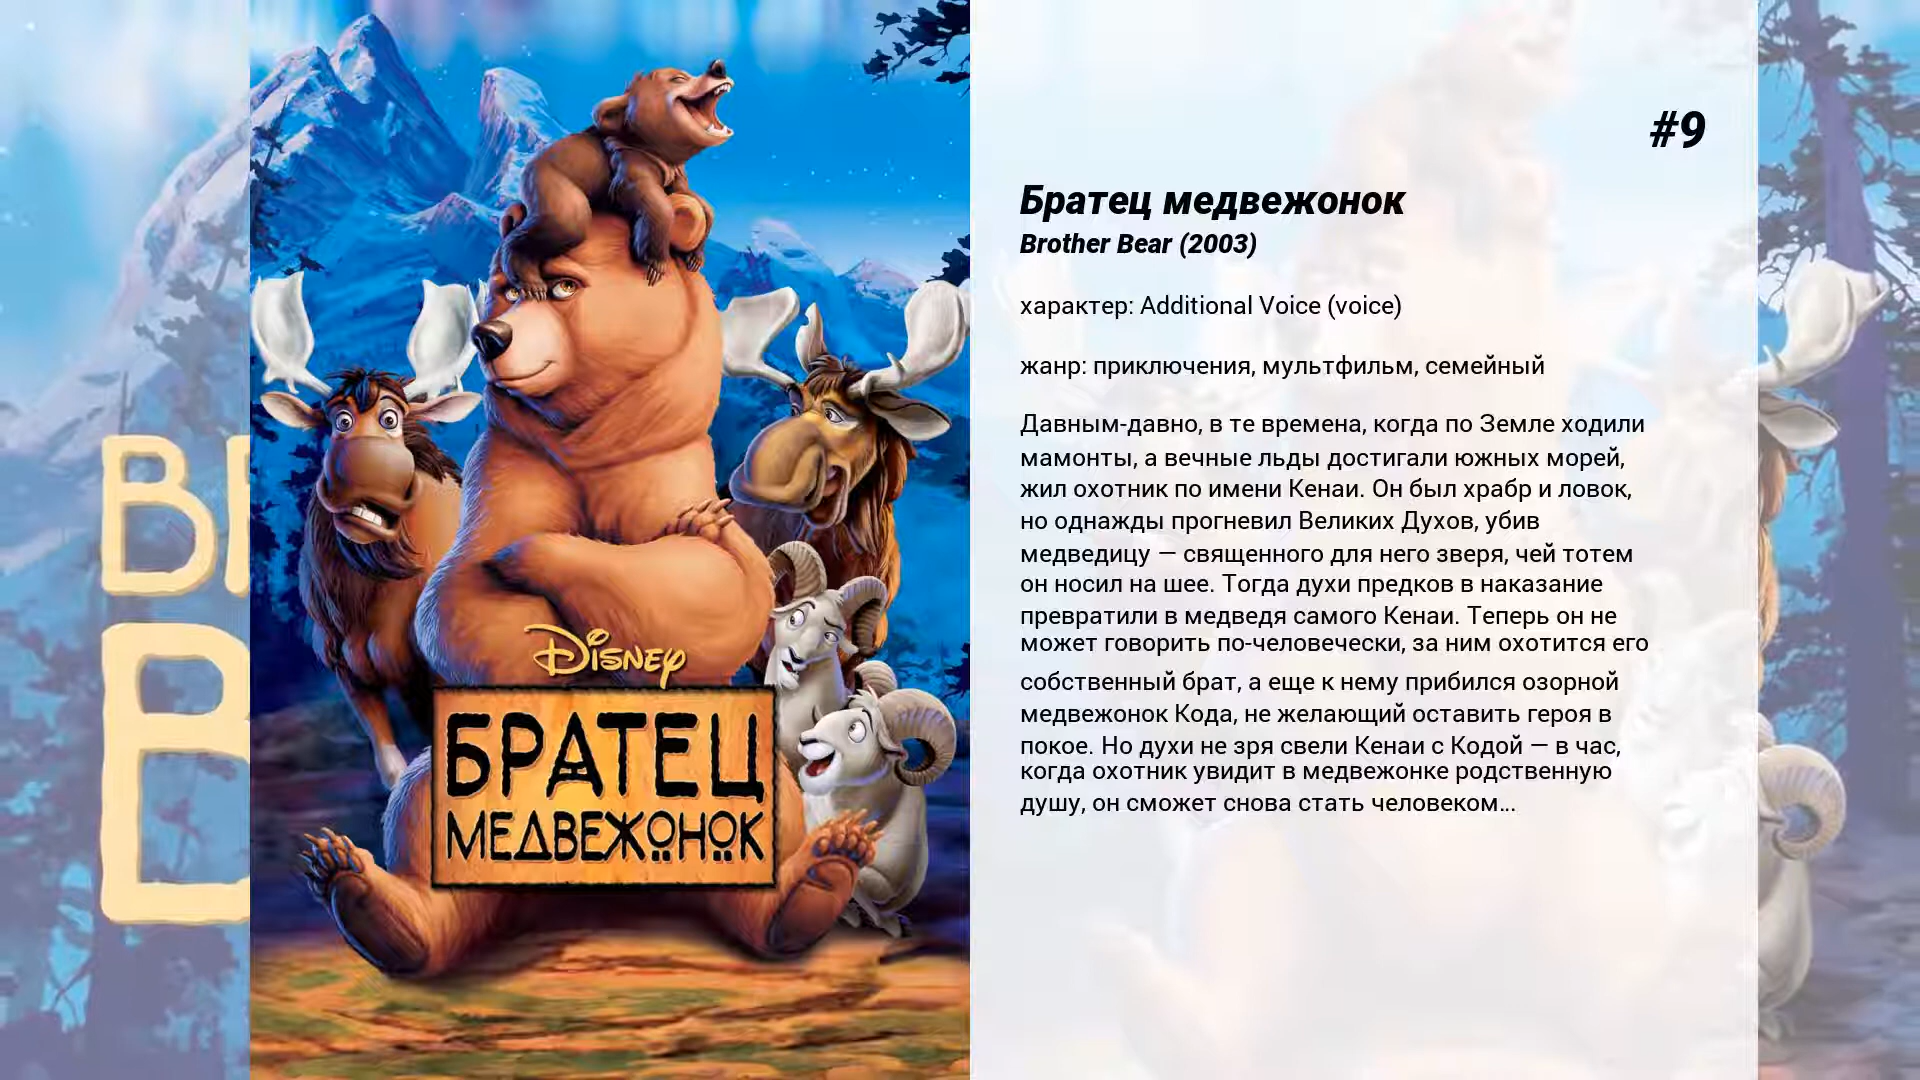 #9
Братец медвежонок
Brother Bear (2003)
характер: Additional Voice (voice)
жанр: приключения, мультфильм, семейный
Давным-давно, в те времена, когда по Земле ходили
мамонты, а вечные льды достигали южных морей,
жил охотник по имени Кенаи. Он был храбр и ловок,
но однажды прогневил Великих Духов, убив
медведицу — священного для него зверя, чей тотем
он носил на шее. Тогда духи предков в наказание
превратили в медведя самого Кенаи. Теперь он не
может говорить по-человечески, за ним охотится его
собственный брат, а еще к нему прибился озорной
медвежонок Кода, не желающий оставить героя в
покое. Но духи не зря свели Кенаи с Кодой — в час,
когда охотник увидит в медвежонке родственную
душу, он сможет снова стать человеком...
Disney
БРАТЕЦ
МЕДВЕЖОНОК